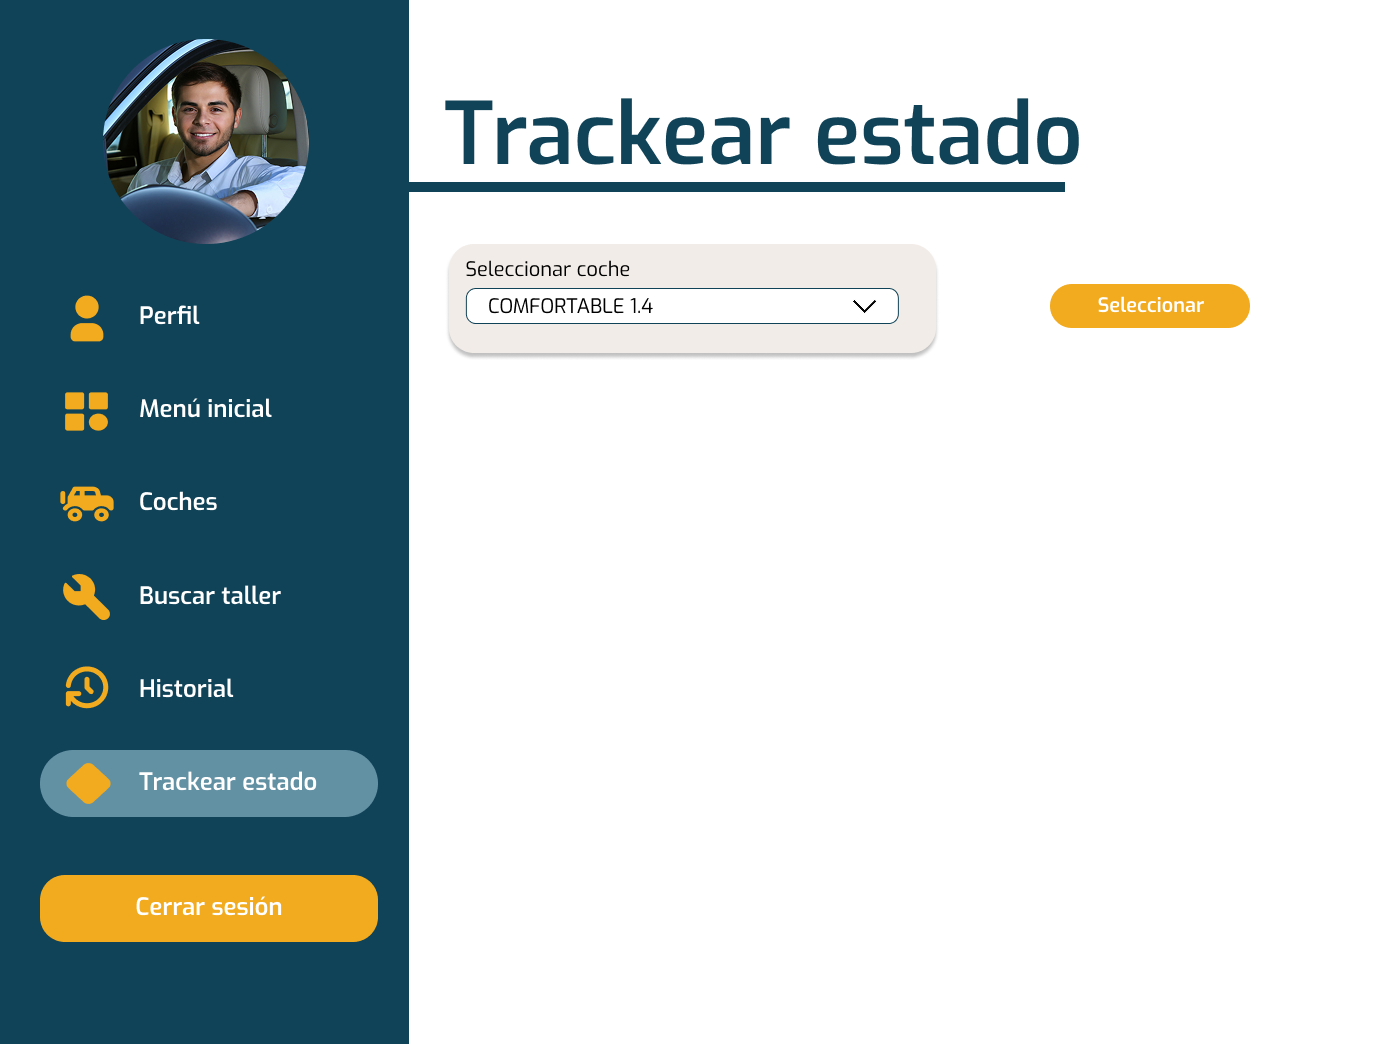 Trackear estado
Seleccionar coche
COMFORTABLE 1.4
Seleccionar
Perfil
Menú inicial
Coches
Buscar taller
Historial
Trackear estado
Cerrar sesión